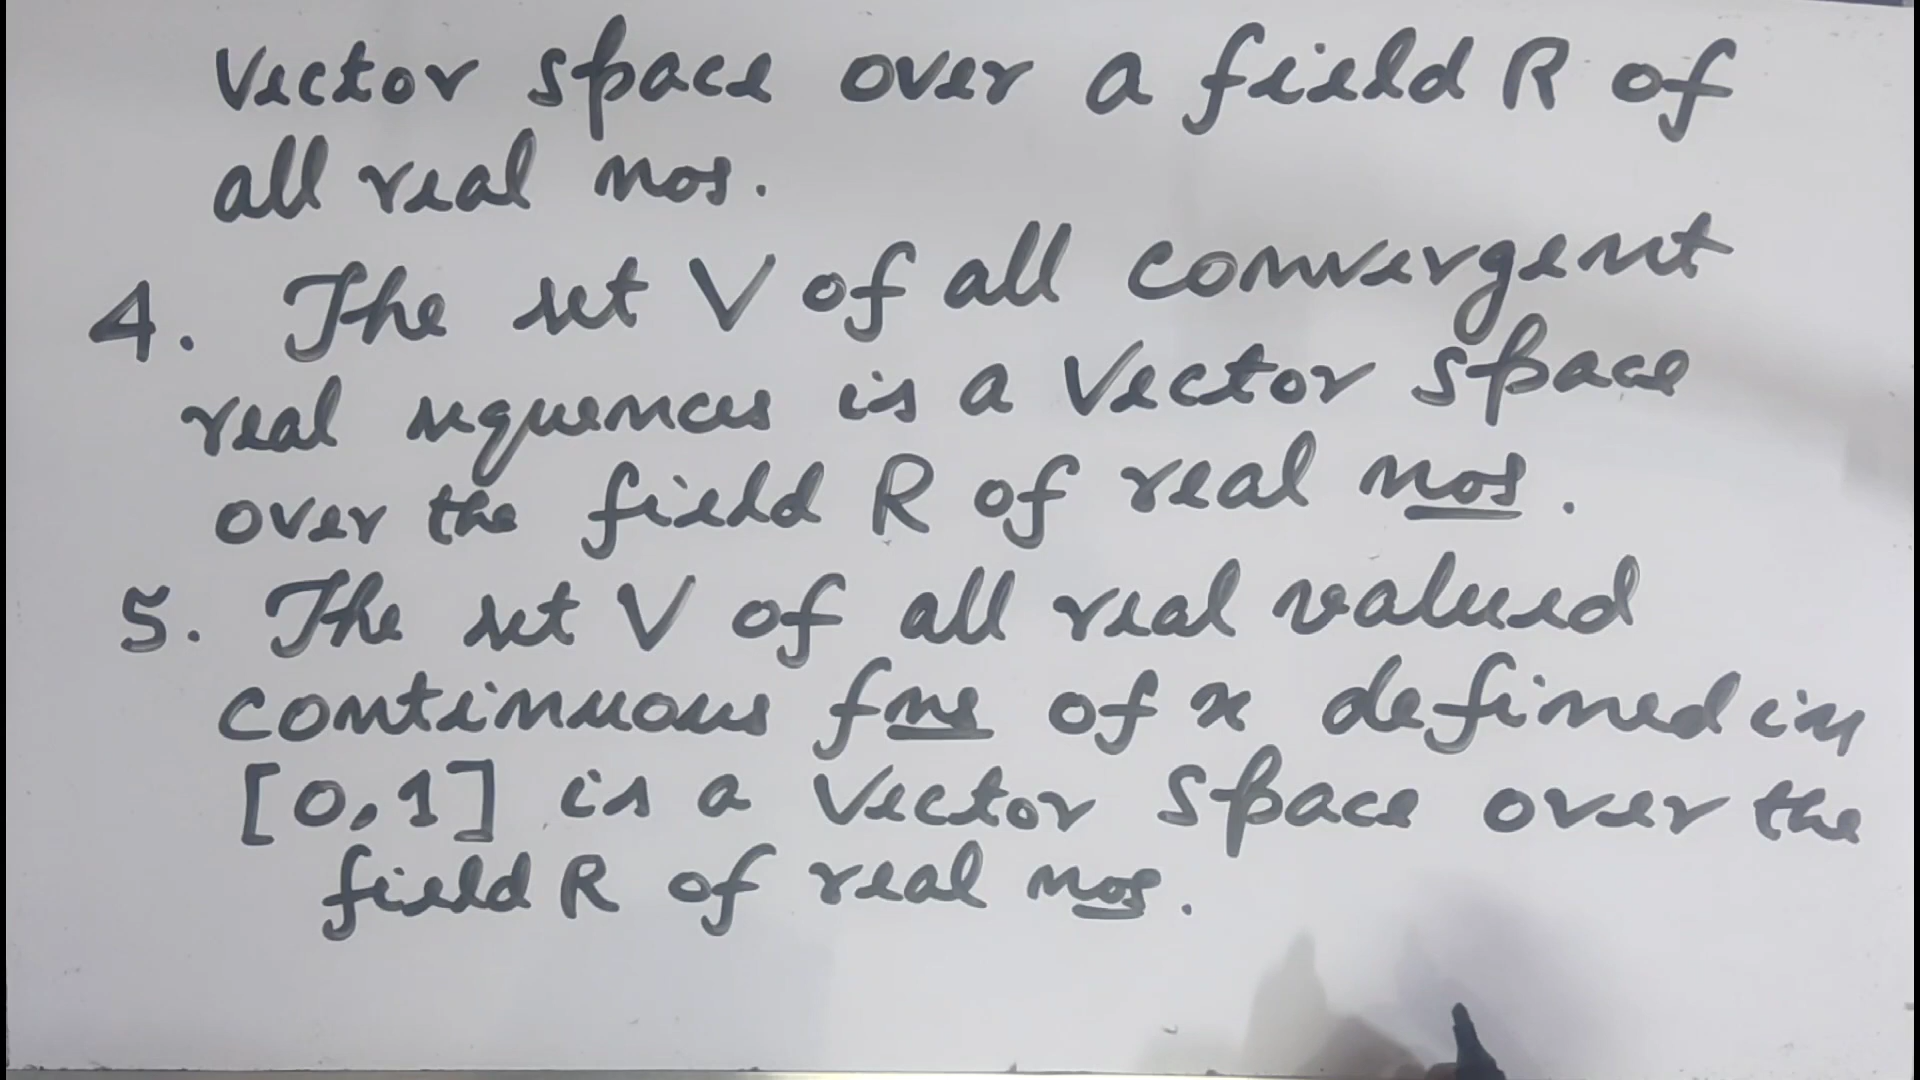 Vector space over a field R of
all real nos.
4. The set V of all convergent
real sequences is a Vector space
over the field R of real nos.
5. The set V of all real valued
continuous fns of x defined in
[0,1] is a Vector space over the
field R of real nos.